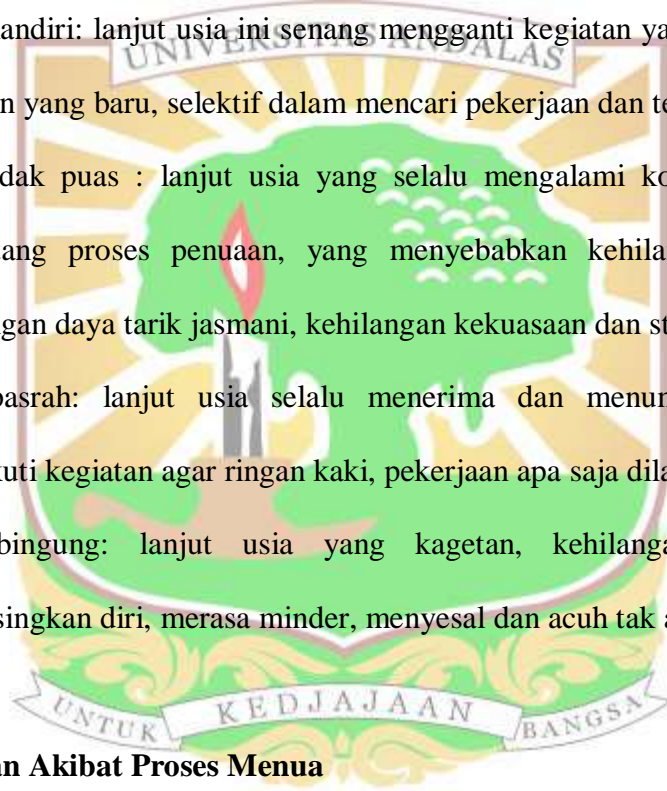 andiri: lanjut usia ini senang mengganti kegiatan ya
UNIVERSITAS ANDALAS
n yang baru, selektif dalam mencari pekerjaan dan te
dak puas : lanjut usia yang selalu mengalami ko
ang proses penuaan, yang menyebabkan kehila
ngan daya tarik jasmani, kehilangan kekuasaan dan st
pasrah: lanjut usia selalu menerima dan menun
uti kegiatan agar ringan kaki, pekerjaan apa saja dila
bingung: lanjut usia yang kagetan, kehilanga
singkan diri, merasa minder, menyesal dan acuh tak a
UNTUK KEDJAJAAN BANGSA
an Akibat Proses Menua